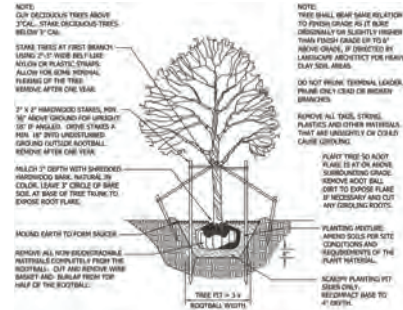 NOTE:
GUY DECIDUOUS TREES ABOVE
3"CAL. STAKE DECIDUOUS TREES
BELOW 3" CAL.
STAKE TREES AT FIRST BRANCH
USING 2"-3" WIDE BELT-LIKE
NYLON OR PLASTIC STRAPS.
ALLOW FOR SOME MINIMAL
FLEXING OF THE TREE.
REMOVE AFTER ONE YEAR.
2" X 2" HARDWOOD STAKES, MIN.
36" ABOVE GROUND FOR UPRIGHT,
18" IF ANGLED. DRIVE STAKES A
MIN. 18" INTO UNDISTURBED
GROUND OUTSIDE ROOTBALL.
REMOVE AFTER ONE YEAR.
MULCH 3" DEPTH WITH SHREDDED
HARDWOOD BARK, NATURAL IN
COLOR. LEAVE 3" CIRCLE OF BARE
SOIL AT BASE OF TREE TRUNK TO
EXPOSE ROOT FLARE.
MOUND EARTH TO FORM SAUCER
REMOVE ALL NON-BIODEGRADABLE
MATERIALS COMPLETELY FROM THE
ROOTBALL. CUT AND REMOVE WIRE
BASKET AND BURLAP FROM TOP
HALF OF THE ROOTBALL.
TREE PIT = 3 x
ROOTBALL WIDTH
NOTE:
TREE SHALL BEAR SAME RELATION
TO FINISH GRADE AS IT BORE
ORIGINALLY OR SLIGHTLY HIGHER
THAN FINISH GRADE UP TO 6"
ABOVE GRADE, IF DIRECTED BY
LANDSCAPE ARCHITECT FOR HEAVY
CLAY SOIL AREAS.
DO NOT PRUNE TERMINAL LEADER.
PRUNE ONLY DEAD OR BROKEN
BRANCHES.
REMOVE ALL TAGS, STRING,
PLASTICS AND OTHER MATERIALS
THAT ARE UNSIGHTLY OR COULD
CAUSE GIRDLING.
PLANT TREE SO ROOT
FLARE IS AT OR ABOVE
SURROUNDING GRADE.
REMOVE ROOT BALL
DIRT TO EXPOSE FLARE
IF NECESSARY AND CUT
ANY GIRDLING ROOTS.
PLANTING MIXTURE:
AMEND SOILS PER SITE
CONDITIONS AND
REQUIREMENTS OF THE
PLANT MATERIAL.
SCARIFY PLANTING PIT
SIDES ONLY.
RECOMPACT BASE TO
4" DEPTH.